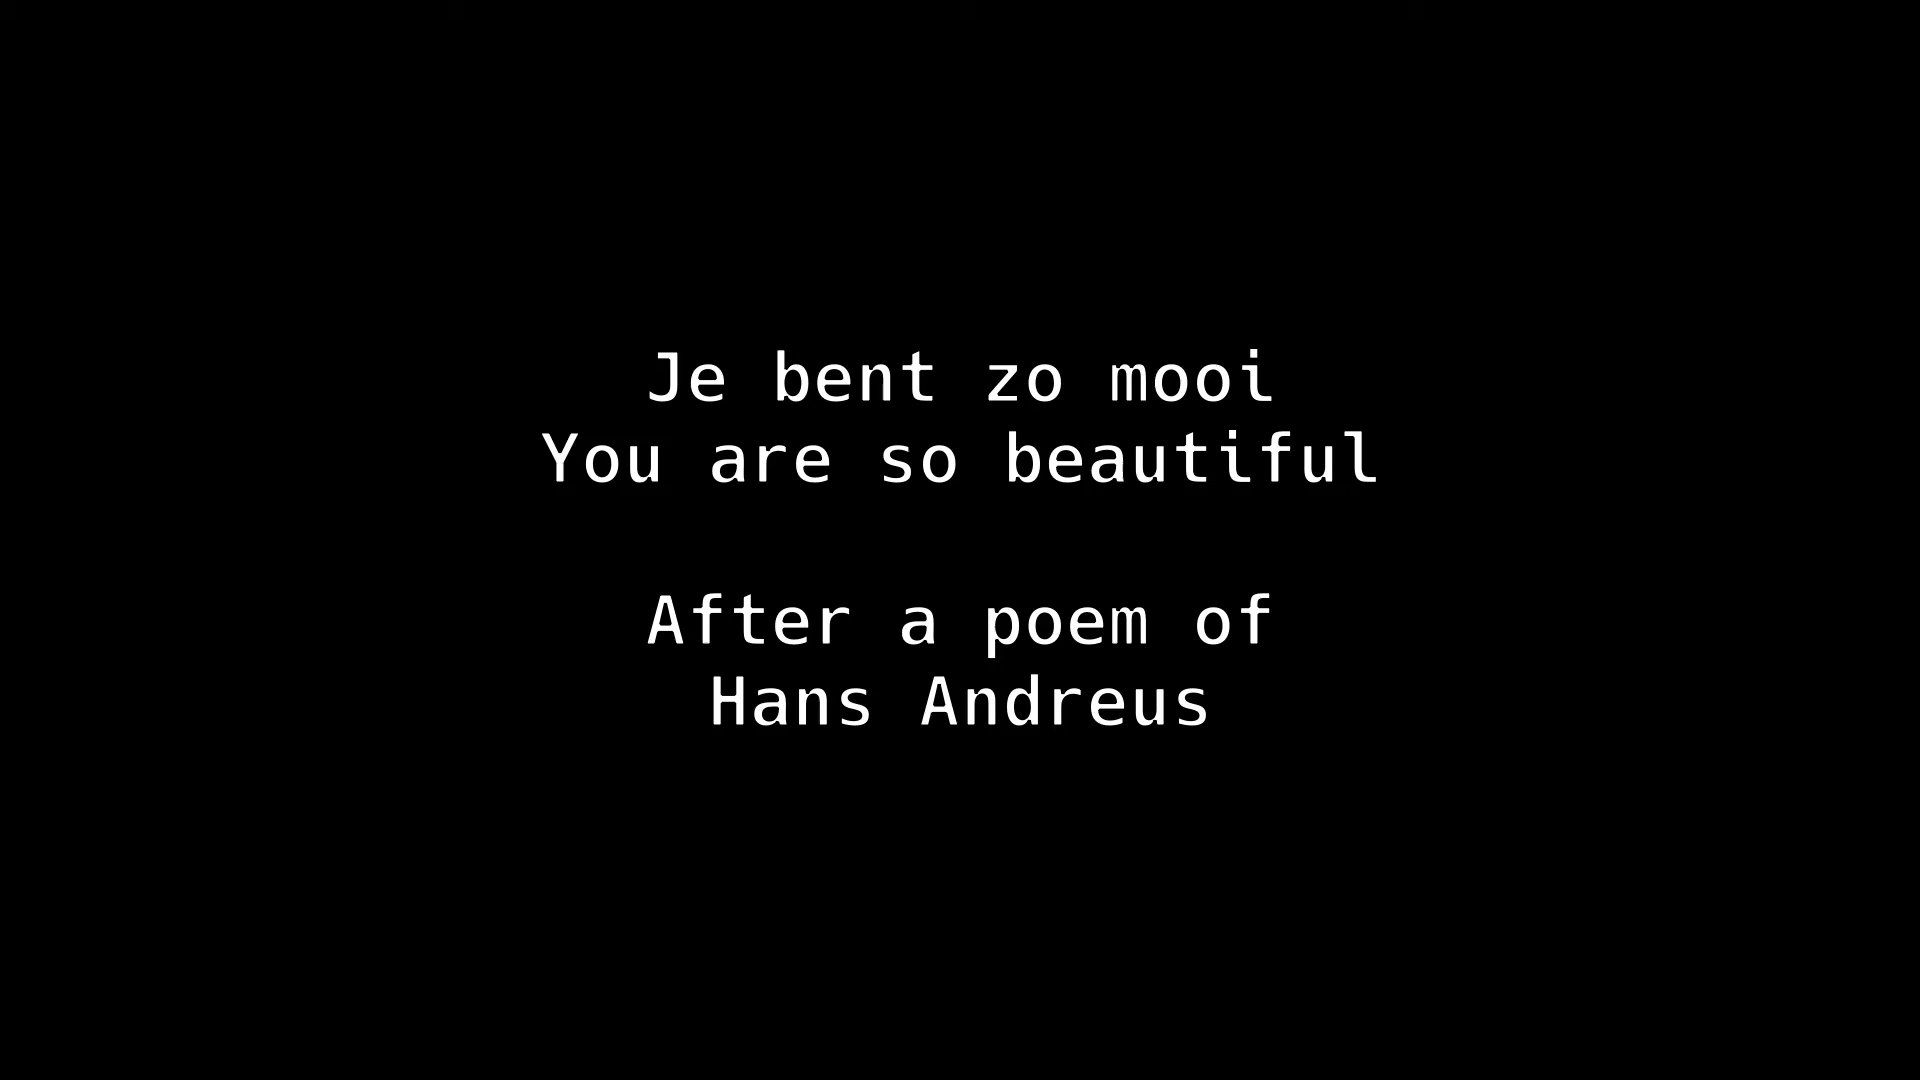 Je bent zo mooi
You are so beautiful
After a poem of
Hans Andreus